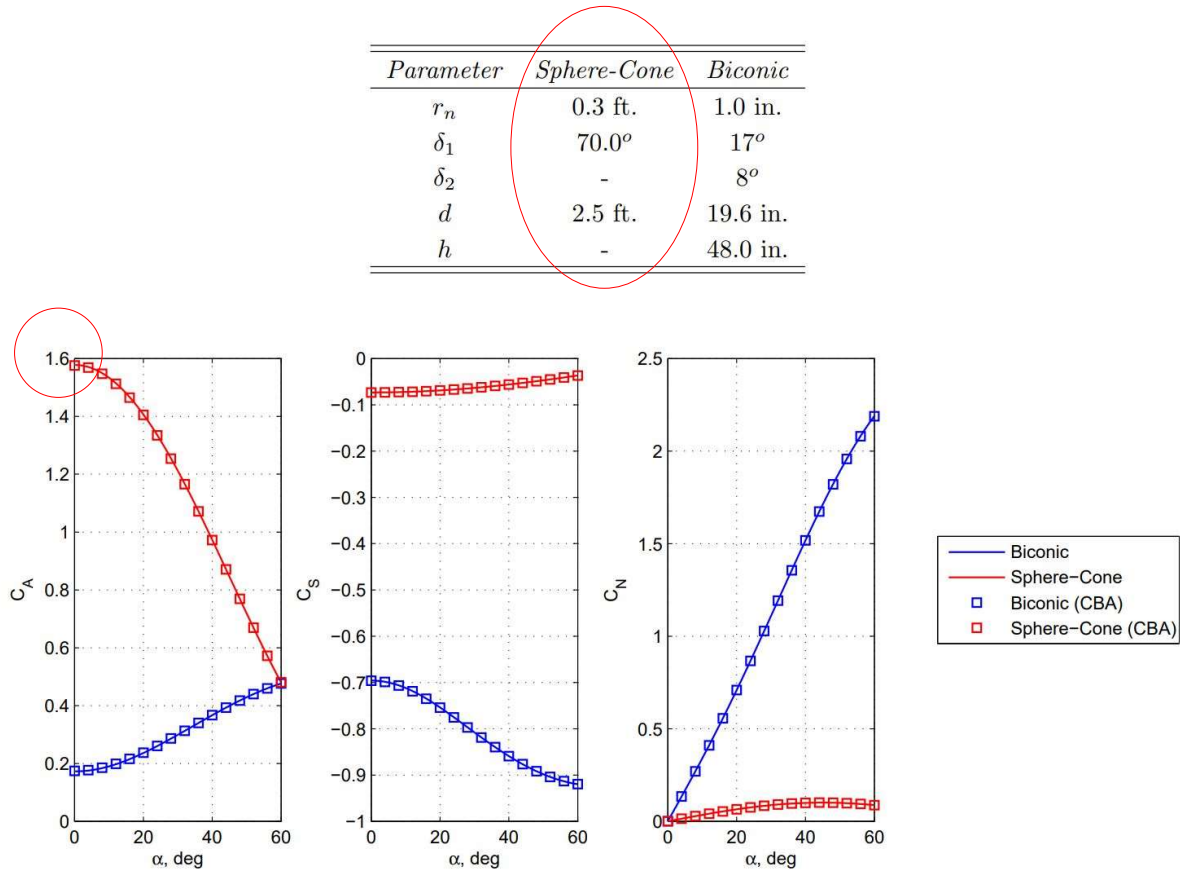 Parameter Sphere-Cone Biconic
r_n 0.3 ft. 1.0 in.
δ_1 70.0° 17°
δ_2 - 8°
d 2.5 ft. 19.6 in.
h - 48.0 in.
1.6
1.4
1.2
1
0.8
0.6
0.4
0.2
0
C_A
0 20 40 60
α, deg
0
−0.1
−0.2
−0.3
−0.4
−0.5
−0.6
−0.7
−0.8
−0.9
−1
C_S
0 20 40 60
α, deg
2.5
2
1.5
1
0.5
0
C_N
0 20 40 60
α, deg
Biconic
Sphere−Cone
Biconic (CBA)
Sphere−Cone (CBA)